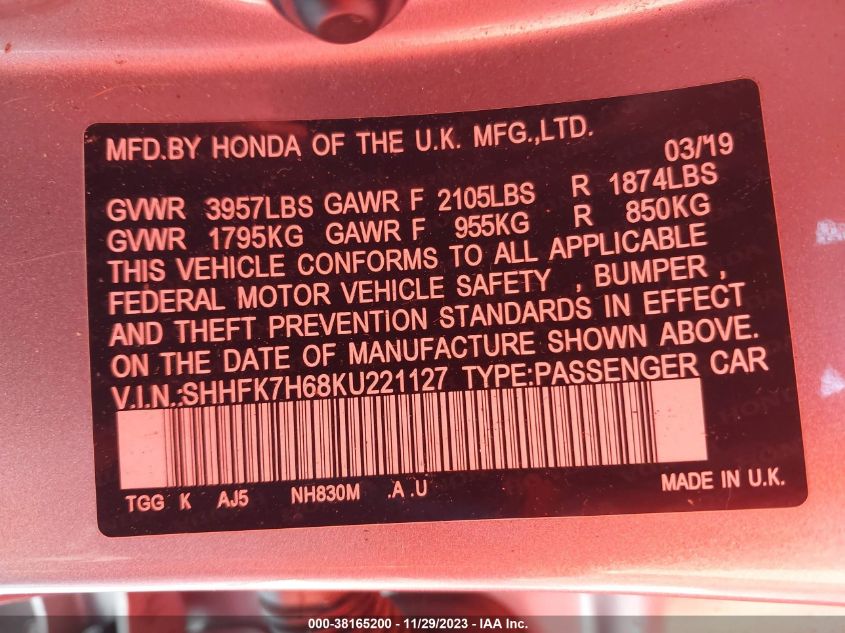 MFD.BY HONDA OF THE U.K. MFG.,LTD.
03/19
GVWR 3957LBS GAWR F 2105LBS R 1874LBS
GVWR 1795KG GAWR F 955KG R 850KG
THIS VEHICLE CONFORMS TO ALL APPLICABLE
FEDERAL MOTOR VEHICLE SAFETY , BUMPER ,
AND THEFT PREVENTION STANDARDS IN EFFECT
ON THE DATE OF MANUFACTURE SHOWN ABOVE.
V.I.N.:SHHFK7H68KU221127 TYPE:PASSENGER CAR
TGG K AJ5 NH830M .A .U MADE IN U.K.
000-38165200 - 11/29/2023 - IAA Inc.